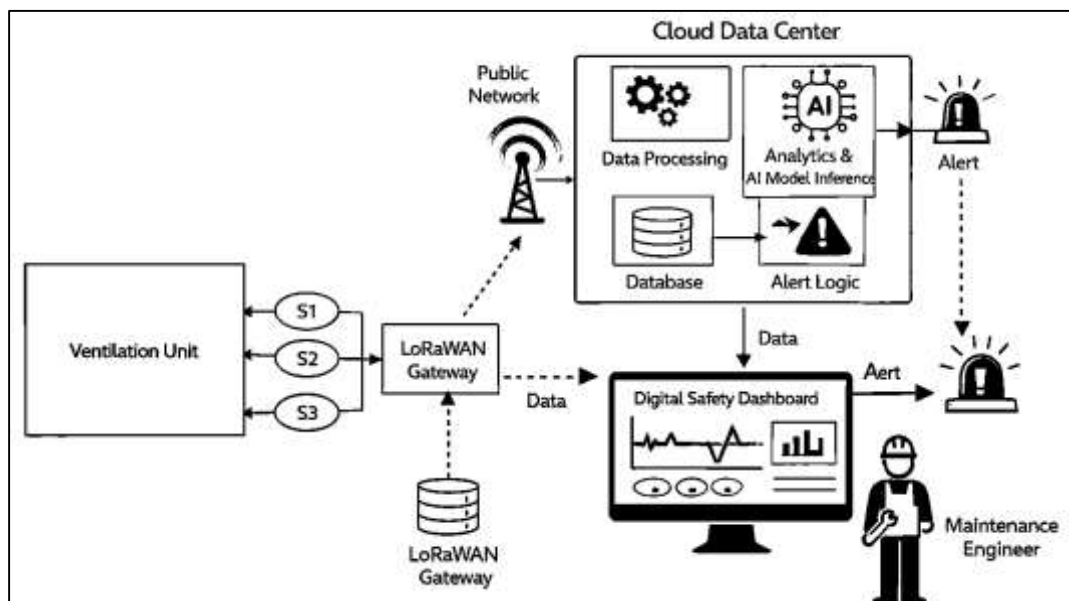 Cloud Data Center
Public
Network
AI
Data Processing
Analytics &
AI Model Inference
Alert
Database
Alert Logic
Ventilation Unit
S1
S2
S3
LoRaWAN
Gateway
Data
Data
Digital Safety Dashboard
Aert
LoRaWAN
Gateway
Maintenance
Engineer